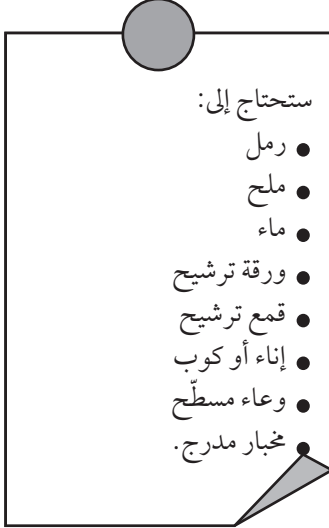 ستحتاج إلى:
● رمل
● ملح
● ماء
● ورقة ترشيح
● قمع ترشيح
● إناء أو كوب
● وعاء مسطّح
● مخبار مدرج.